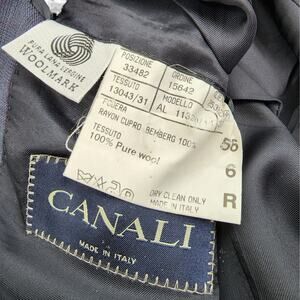 PURA LANA VERGINE
WOOLMARK
POSIZIONE
33482
ORDINE
15642
TESSUTO
13043/31
MODELLO
AL
FODERA
RAYON CUPRO BEMBERG 100%
TESSUTO
100% Pure wool
56
6
R
DRY CLEAN ONLY
MADE IN ITALY
CANALI
MADE IN ITALY